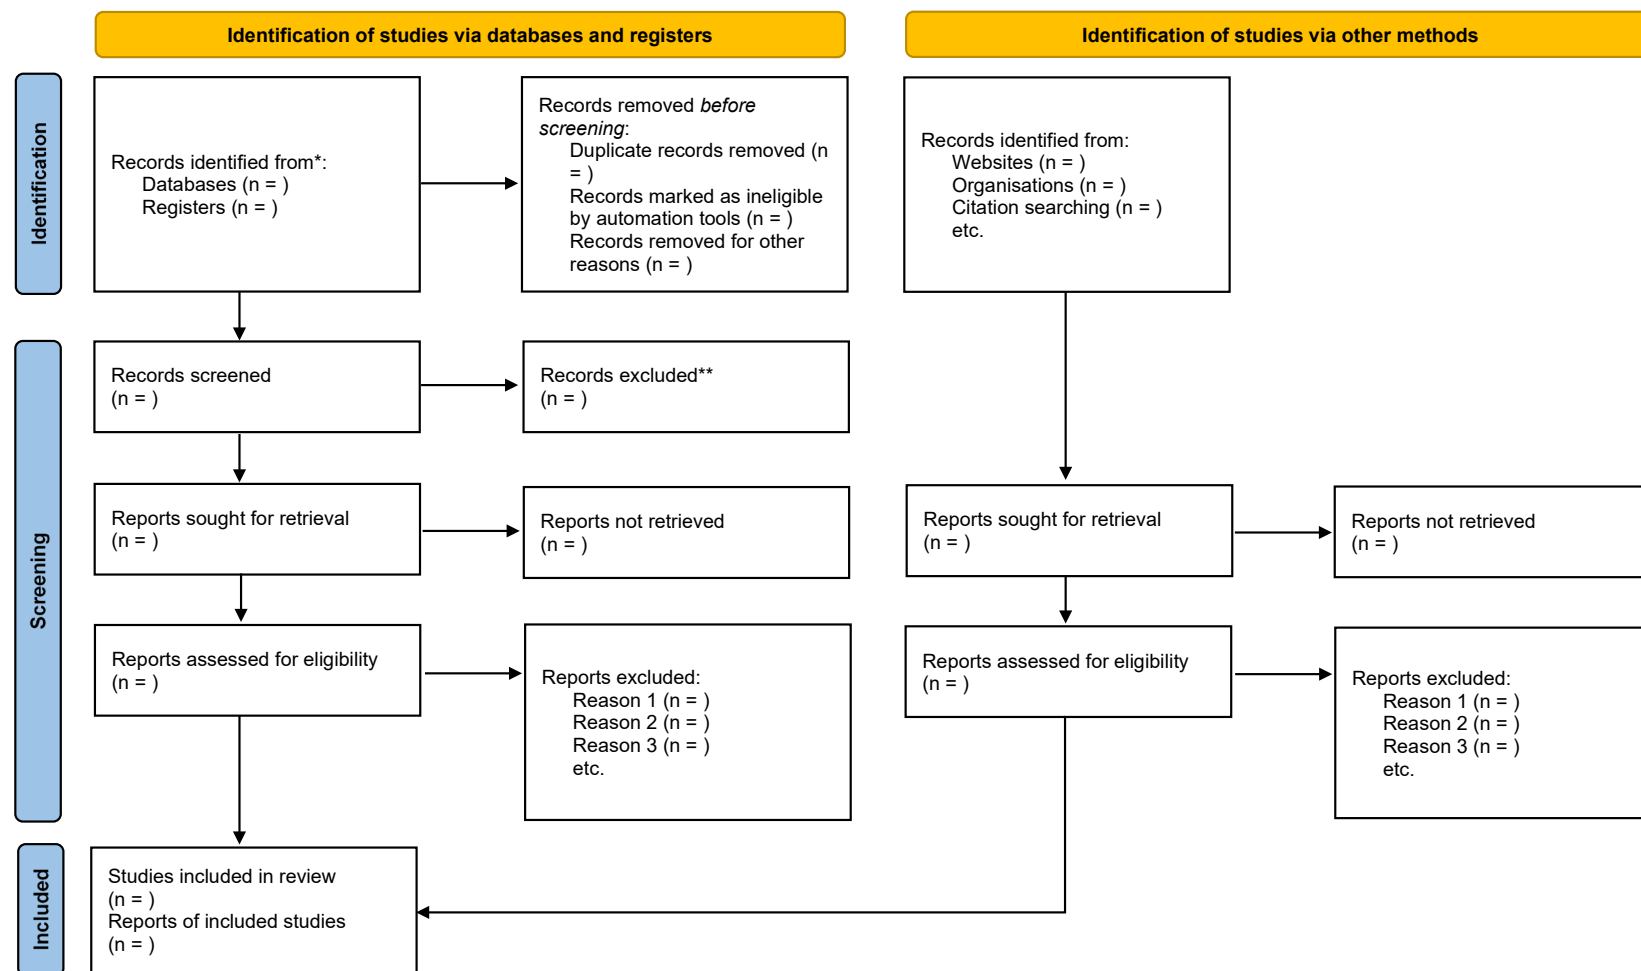 Identification of studies via databases and registers
Identification of studies via other methods
Identification
Records identified from*:
Databases (n = )
Registers (n = )
Records removed before
screening:
Duplicate records removed (n
= )
Records marked as ineligible
by automation tools (n = )
Records removed for other
reasons (n = )
Records identified from:
Websites (n = )
Organisations (n = )
Citation searching (n = )
etc.
Screening
Records screened
(n = )
Records excluded**
(n = )
Reports sought for retrieval
(n = )
Reports not retrieved
(n = )
Reports sought for retrieval
(n = )
Reports not retrieved
(n = )
Reports assessed for eligibility
(n = )
Reports excluded:
Reason 1 (n = )
Reason 2 (n = )
Reason 3 (n = )
etc.
Reports assessed for eligibility
(n = )
Reports excluded:
Reason 1 (n = )
Reason 2 (n = )
Reason 3 (n = )
etc.
Included
Studies included in review
(n = )
Reports of included studies
(n = )